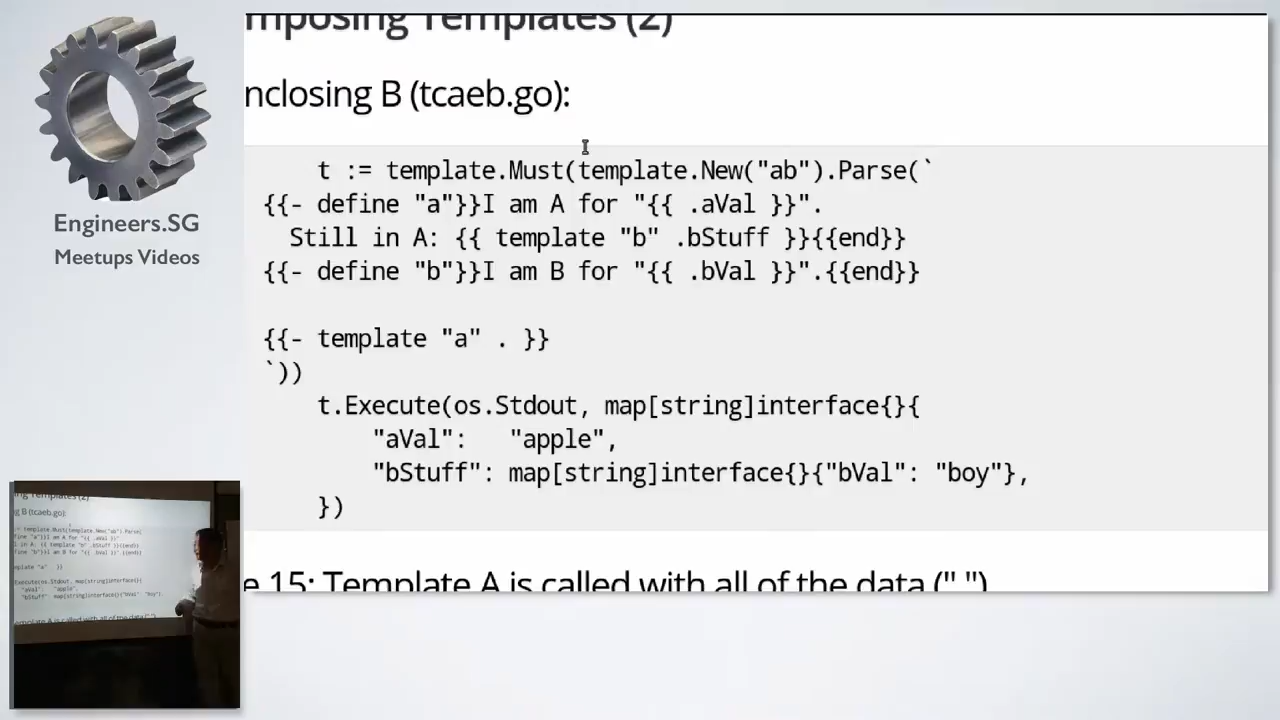 mposing Templates (2)
nclosing B (tcaeb.go):
t := template.Must(template.New("ab").Parse(`
{{- define "a"}}I am A for "{{ .aVal }}".
Still in A: {{ template "b" .bStuff }}{{end}}
{{- define "b"}}I am B for "{{ .bVal }}".{{end}}
{{- template "a" . }}
`))
t.Execute(os.Stdout, map[string]interface{}{
"aVal": "apple",
"bStuff": map[string]interface{}{"bVal": "boy"},
})
e 15: Template A is called with all of the data (".")
Engineers.SG
Meetups Videos